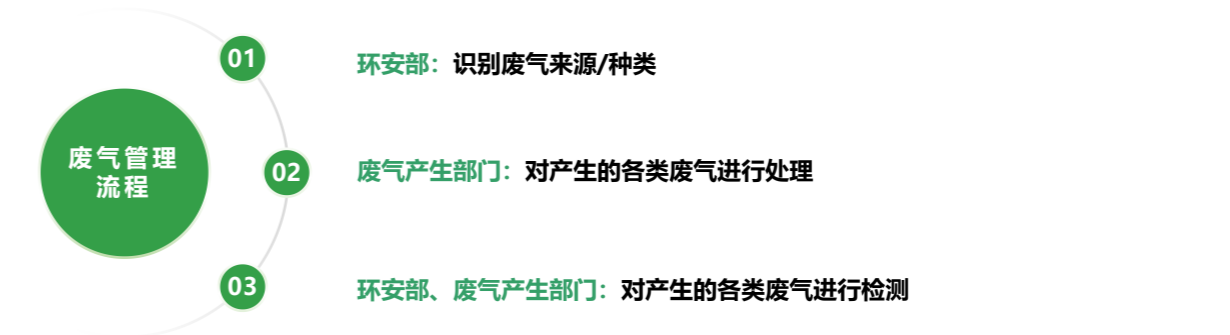 废气管理
流程
01
环安部：识别废气来源/种类
02
废气产生部门：对产生的各类废气进行处理
03
环安部、废气产生部门：对产生的各类废气进行检测